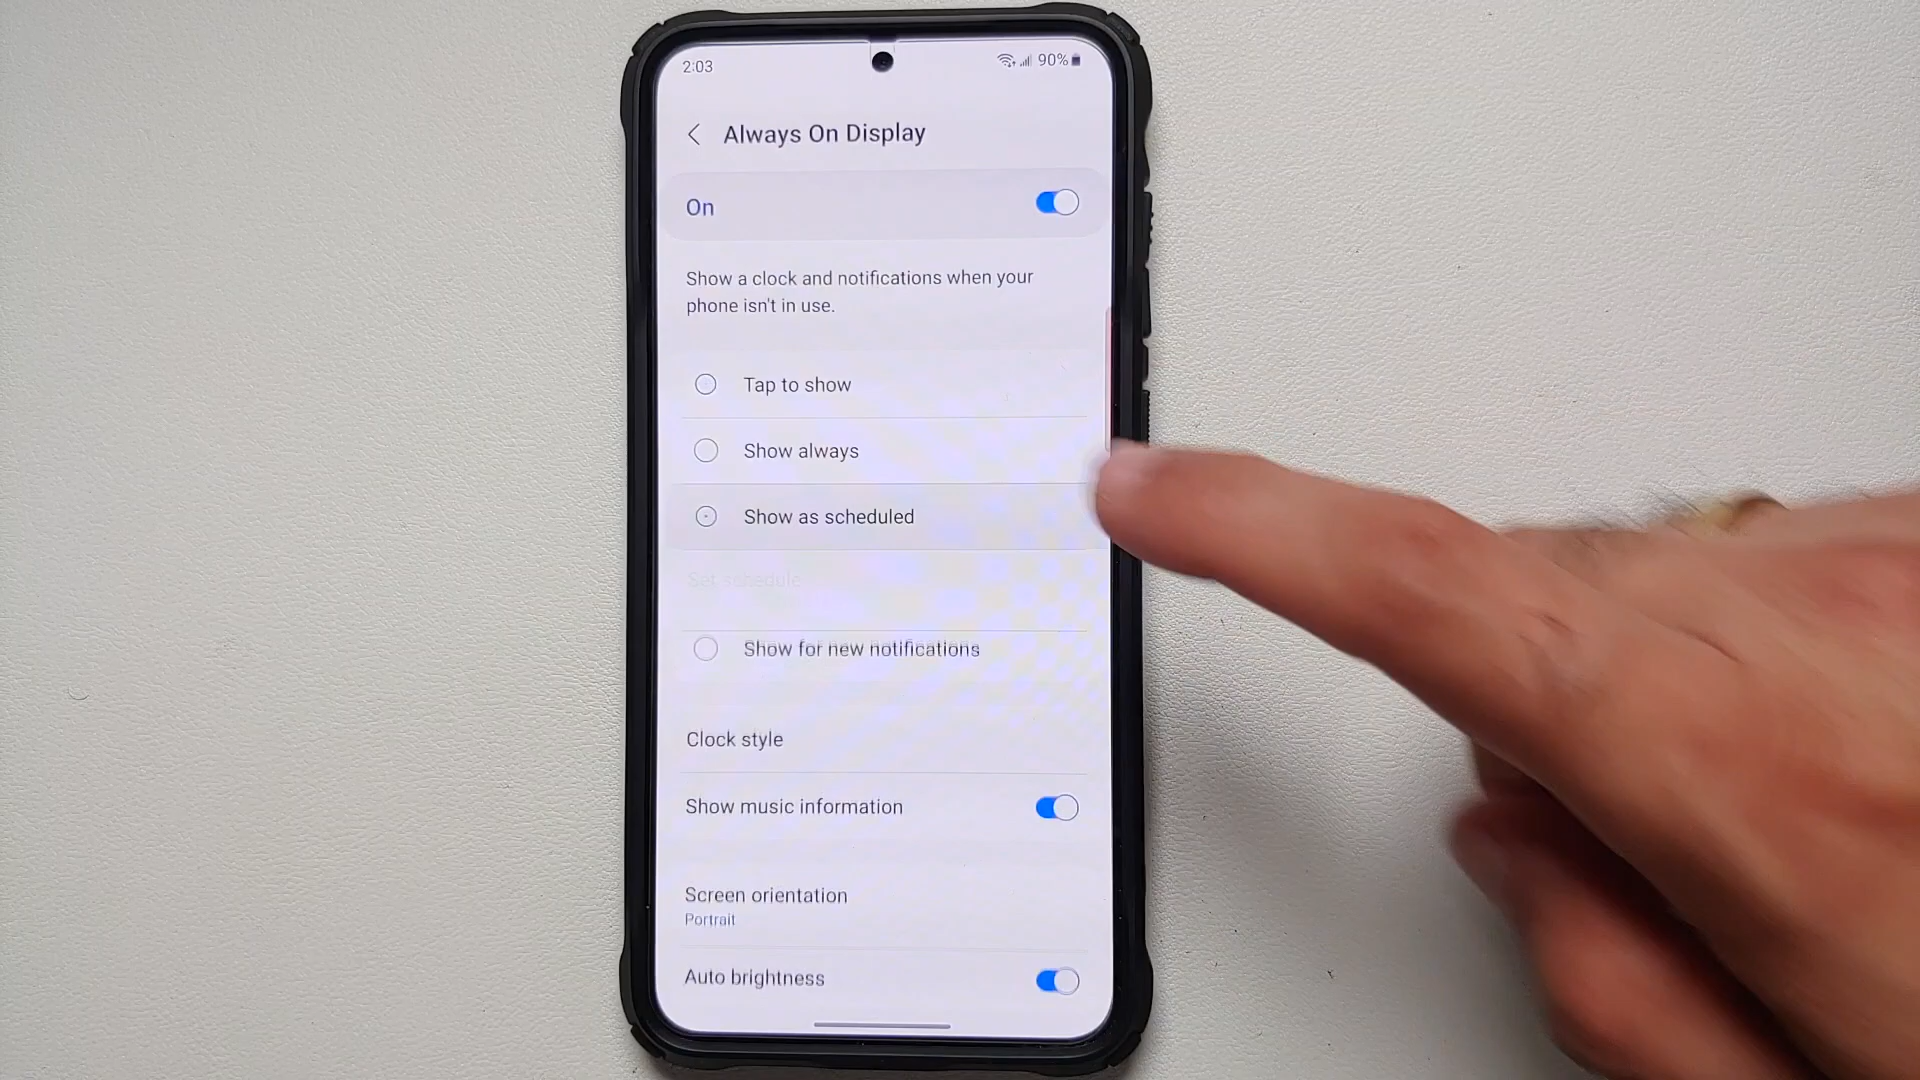 2:03
90%
Always On Display
On
Show a clock and notifications when your
phone isn't in use.
Tap to show
Show always
Show as scheduled
Set schedule
Show for new notifications
Clock style
Show music information
Screen orientation
Portrait
Auto brightness